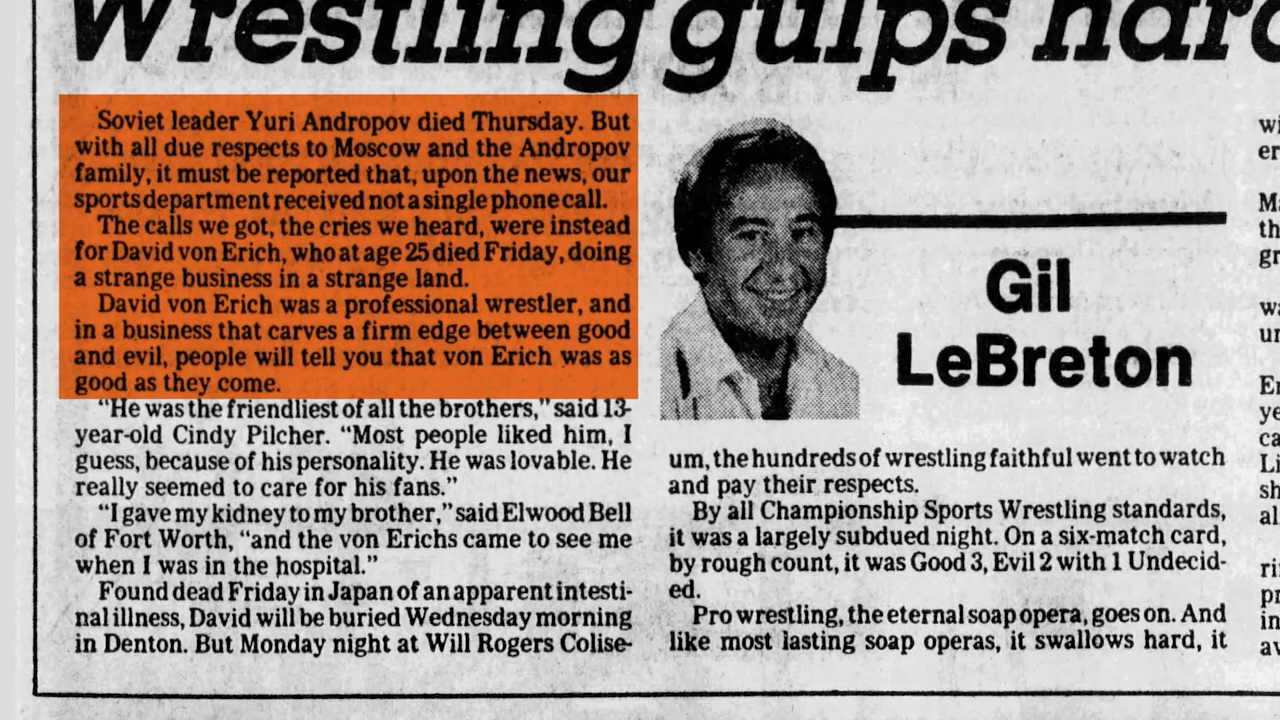 Wrestling gulps hard
Soviet leader Yuri Andropov died Thursday. But
with all due respects to Moscow and the Andropov
family, it must be reported that, upon the news, our
sports department received not a single phone call.
The calls we got, the cries we heard, were instead
for David von Erich, who at age 25 died Friday, doing
a strange business in a strange land.
David von Erich was a professional wrestler, and
in a business that carves a firm edge between good
and evil, people will tell you that von Erich was as
good as they come.
"He was the friendliest of all the brothers," said 13-
year-old Cindy Pilcher. "Most people liked him, I
guess, because of his personality. He was lovable. He
really seemed to care for his fans."
"I gave my kidney to my brother," said Elwood Bell
of Fort Worth, "and the von Erichs came to see me
when I was in the hospital."
Found dead Friday in Japan of an apparent intesti-
nal illness, David will be buried Wednesday morning
in Denton. But Monday night at Will Rogers Colise-
Gil
LeBreton
um, the hundreds of wrestling faithful went to watch
and pay their respects.
By all Championship Sports Wrestling standards,
it was a largely subdued night. On a six-match card,
by rough count, it was Good 3, Evil 2 with 1 Undecid-
ed.
Pro wrestling, the eternal soap opera, goes on. And
like most lasting soap operas, it swallows hard, it